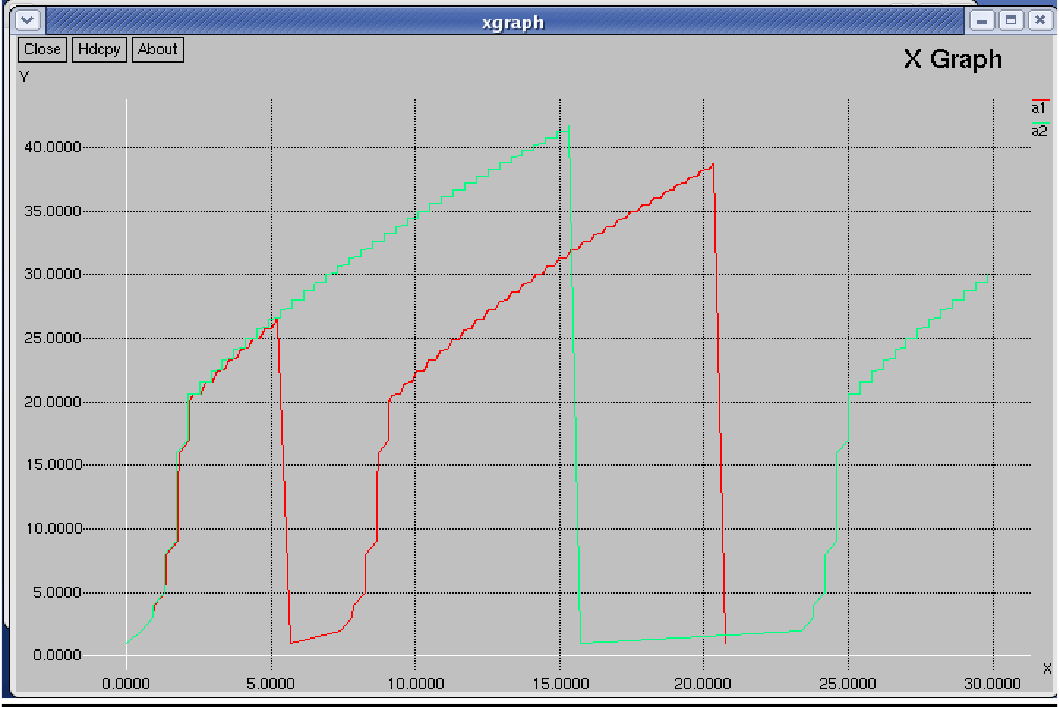 xgraph
Close Hdcpy About
X Graph
Y
a1
a2
40.0000
35.0000
30.0000
25.0000
20.0000
15.0000
10.0000
5.0000
0.0000
X
0.0000 5.0000 10.0000 15.0000 20.0000 25.0000 30.0000